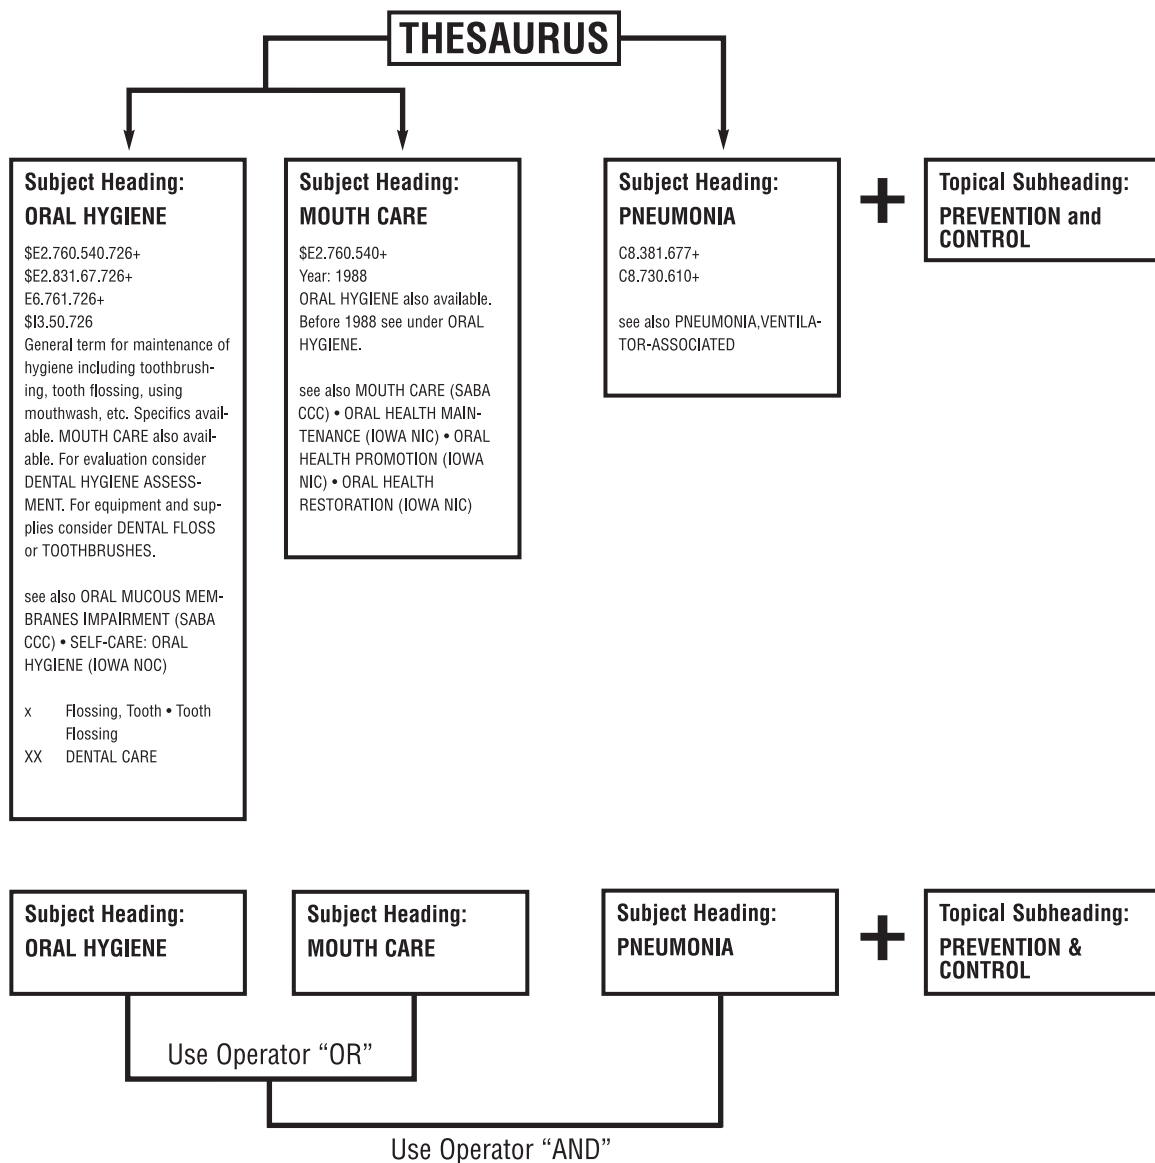 THESAURUS
Subject Heading:
ORAL HYGIENE
$E2.760.540.726+
$E2.831.67.726+
E6.761.726+
$I3.50.726
General term for maintenance of
hygiene including toothbrush-
ing, tooth flossing, using
mouthwash, etc. Specifics avail-
able. MOUTH CARE also avail-
able. For evaluation consider
DENTAL HYGIENE ASSESS-
MENT. For equipment and sup-
plies consider DENTAL FLOSS
or TOOTHBRUSHES.
see also ORAL MUCOUS MEM-
BRANES IMPAIRMENT (SABA
CCC) • SELF-CARE: ORAL
HYGIENE (IOWA NOC)
x Flossing, Tooth • Tooth
Flossing
XX DENTAL CARE
Subject Heading:
MOUTH CARE
$E2.760.540+
Year: 1988
ORAL HYGIENE also available.
Before 1988 see under ORAL
HYGIENE.
see also MOUTH CARE (SABA
CCC) • ORAL HEALTH MAIN-
TENANCE (IOWA NIC) • ORAL
HEALTH PROMOTION (IOWA
NIC) • ORAL HEALTH
RESTORATION (IOWA NIC)
Subject Heading:
PNEUMONIA
C8.381.677+
C8.730.610+
see also PNEUMONIA,VENTILA-
TOR-ASSOCIATED
+
Topical Subheading:
PREVENTION and
CONTROL
Subject Heading:
ORAL HYGIENE
Subject Heading:
MOUTH CARE
Subject Heading:
PNEUMONIA
+
Topical Subheading:
PREVENTION &
CONTROL
Use Operator “OR”
Use Operator “AND”